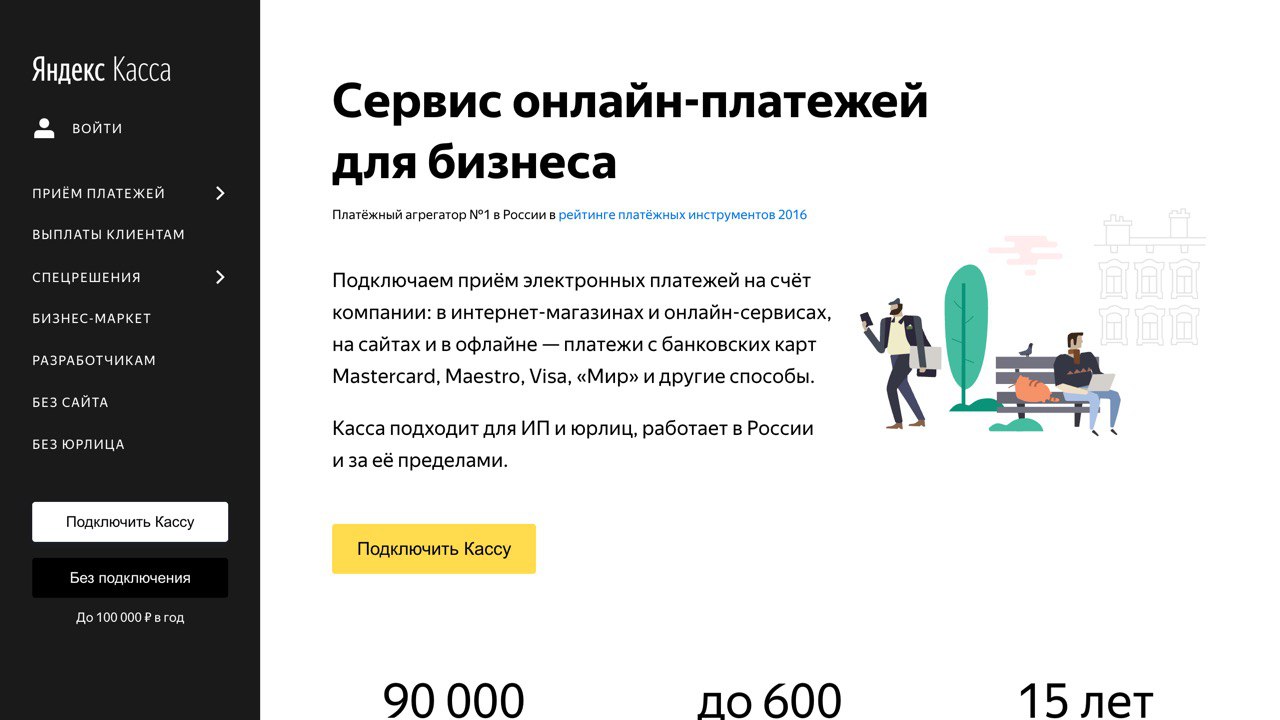 Яндекс Касса
ВОЙТИ
ПРИЁМ ПЛАТЕЖЕЙ
ВЫПЛАТЫ КЛИЕНТАМ
СПЕЦРЕШЕНИЯ
БИЗНЕС-МАРКЕТ
РАЗРАБОТЧИКАМ
БЕЗ САЙТА
БЕЗ ЮРЛИЦА
Подключить Кассу
Без подключения
До 100 000 ₽ в год
Сервис онлайн-платежей
для бизнеса
Платёжный агрегатор №1 в России в рейтинге платёжных инструментов 2016
Подключаем приём электронных платежей на счёт
компании: в интернет-магазинах и онлайн-сервисах,
на сайтах и в офлайне — платежи с банковских карт
Mastercard, Maestro, Visa, «Мир» и другие способы.
Касса подходит для ИП и юрлиц, работает в России
и за её пределами.
Подключить Кассу
90 000
до 600
15 лет